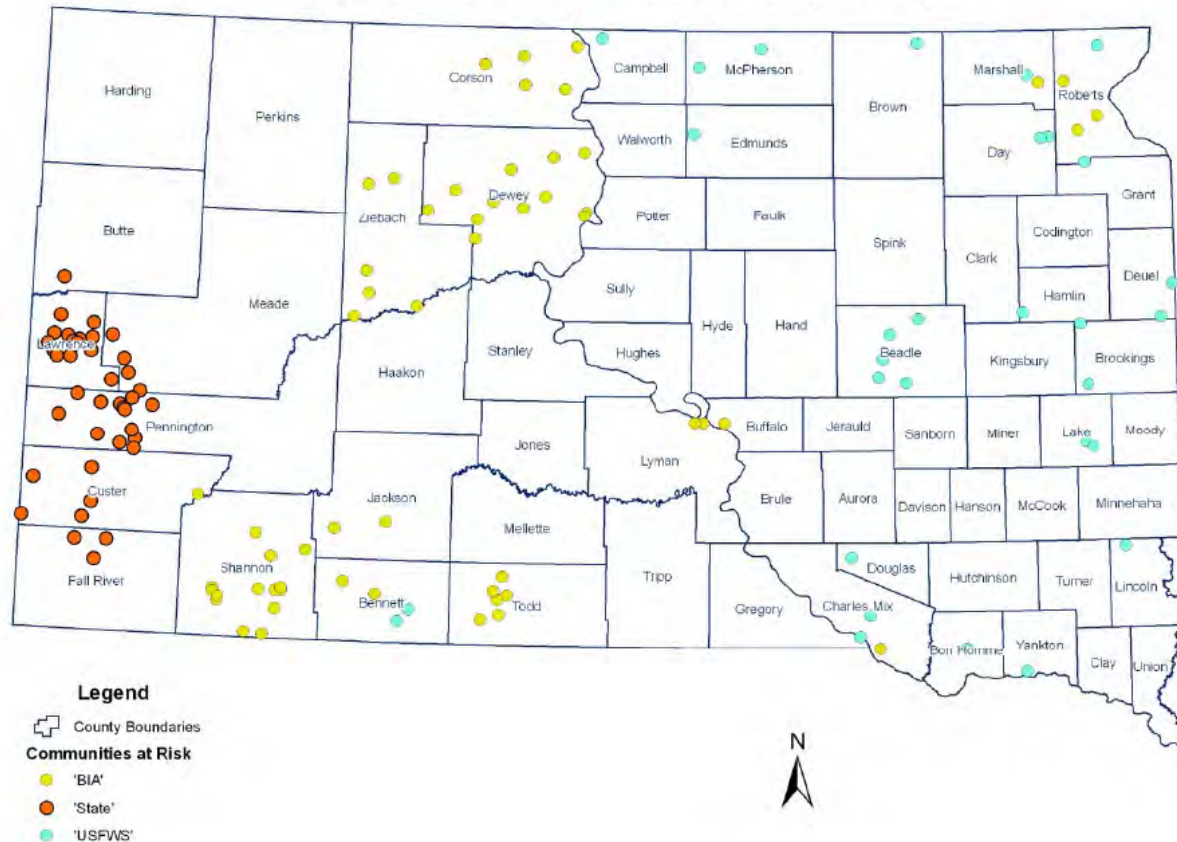 Campbell
McPherson
Marshall
Roberts
Harding
Corson
Brown
Perkins
Walworth
Edmunds
Day
Dewey
Grant
Butte
Ziebach
Potter
Faulk
Spink
Codington
Clark
Deuel
Meade
Sully
Hamlin
Hyde
Hand
Lawrence
Stanley
Hughes
Beadle
Kingsbury
Brookings
Haakon
Pennington
Jones
Buffalo
Jerauld
Sanborn
Miner
Lake
Moody
Lyman
Custer
Jackson
Brule
Aurora
Davison
Hanson
McCook
Minnehaha
Mellette
Shannon
Fall River
Bennett
Todd
Tripp
Gregory
Douglas
Hutchinson
Turner
Lincoln
Charles Mix
Bon Homme
Yankton
Clay
Union
Legend
County Boundaries
Communities at Risk
'BIA'
'State'
'USFWS'
N